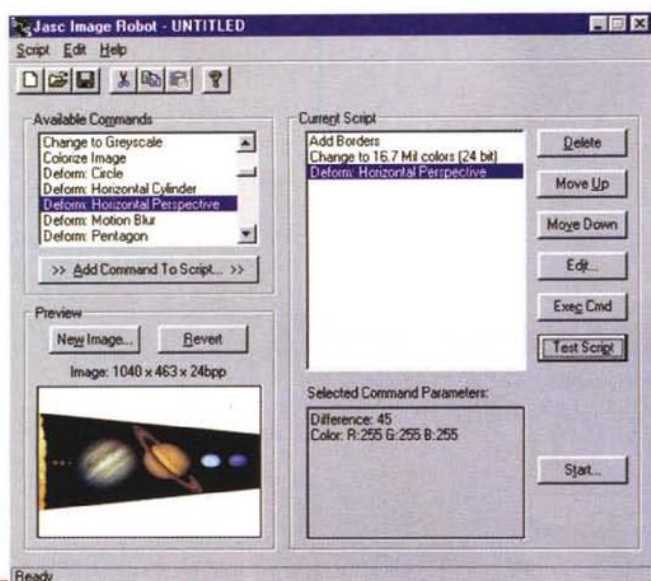 Jasc Image Robot - UNTITLED
Script Edit Help
Available Commands
Change to Greyscale
Colorize Image
Deform: Circle
Deform: Horizontal Cylinder
Deform: Horizontal Perspective
Deform: Motion Blur
Deform: Pentagon
>> Add Command To Script... >>
Preview
New Image...
Revert
Image: 1040 x 463 x 24bpp
Current Script
Add Borders
Change to 16.7 Mil colors (24 bit)
Deform: Horizontal Perspective
Selected Command Parameters:
Difference: 45
Color: R:255 G:255 B:255
Delete
Move Up
Move Down
Edit...
Exec Cmd
Test Script
Start...
Ready